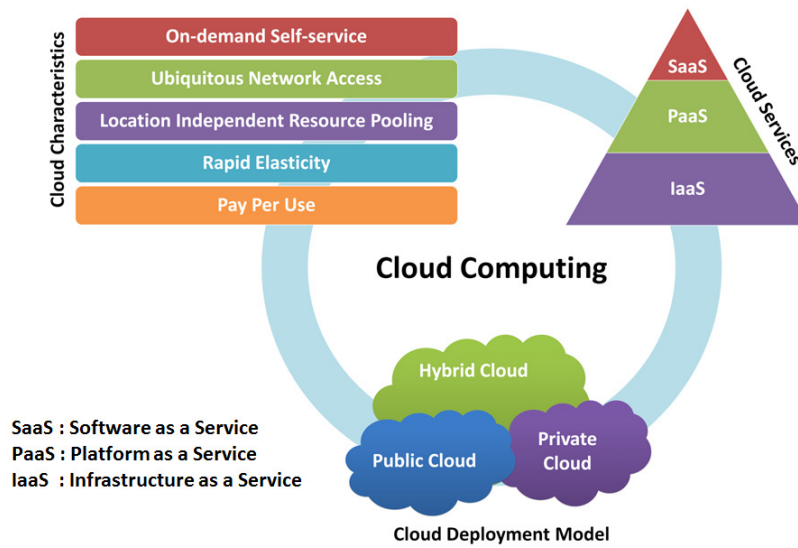 Cloud Characteristics
On-demand Self-service
Ubiquitous Network Access
Location Independent Resource Pooling
Rapid Elasticity
Pay Per Use
SaaS
PaaS
IaaS
Cloud Services
Cloud Computing
Hybrid Cloud
Public Cloud
Private
Cloud
SaaS : Software as a Service
PaaS : Platform as a Service
IaaS : Infrastructure as a Service
Cloud Deployment Model